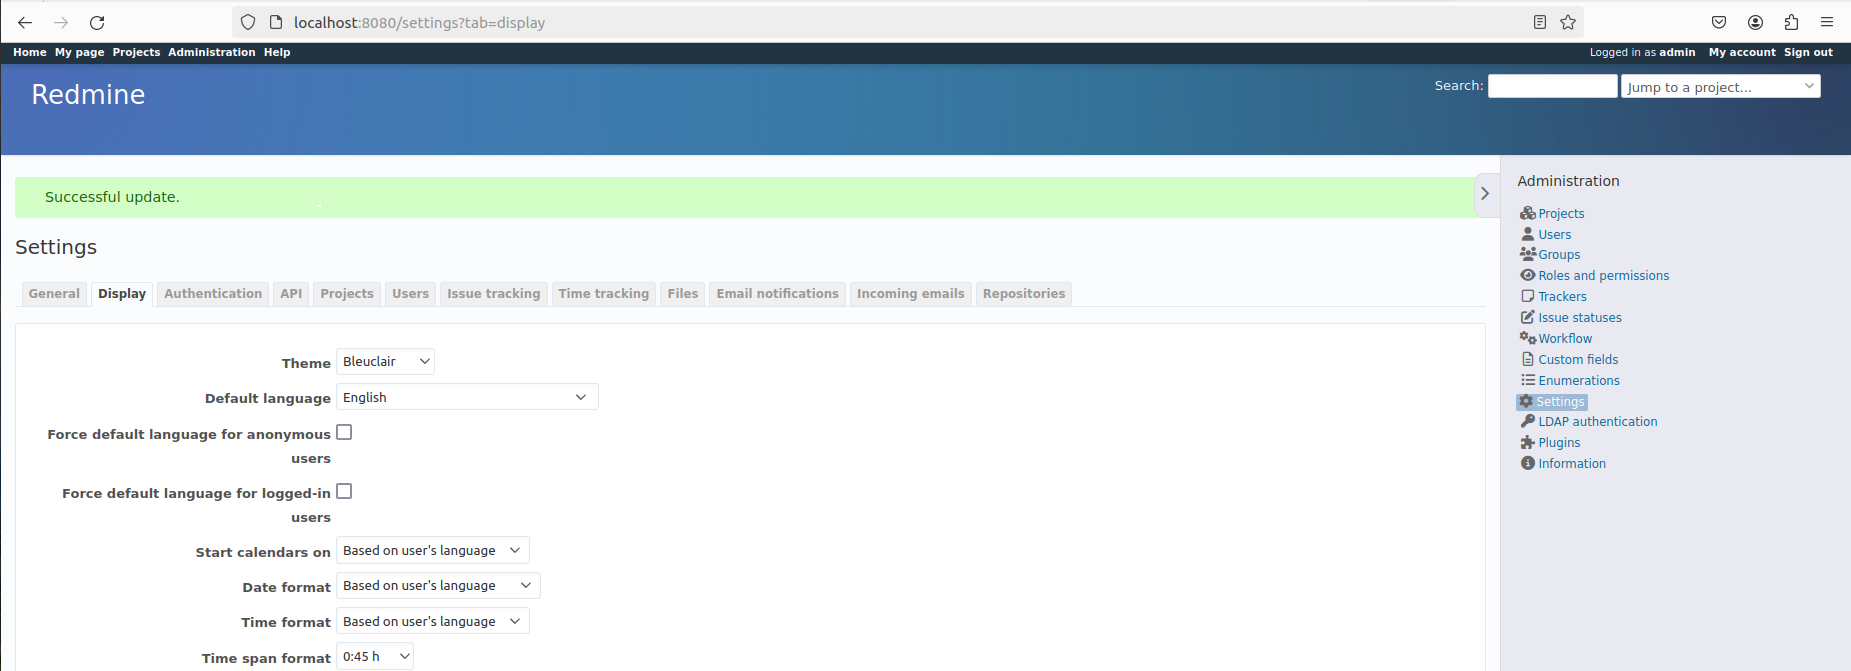 localhost:8080/settings?tab=display
Home My page Projects Administration Help
Logged in as admin My account Sign out
Redmine
Search:
Jump to a project...
Successful update.
Settings
General Display Authentication API Projects Users Issue tracking Time tracking Files Email notifications Incoming emails Repositories
Theme Bleuclair
Default language English
Force default language for anonymous
users
Force default language for logged-in
users
Start calendars on Based on user's language
Date format Based on user's language
Time format Based on user's language
Time span format 0:45 h
Administration
Projects
Users
Groups
Roles and permissions
Trackers
Issue statuses
Workflow
Custom fields
Enumerations
Settings
LDAP authentication
Plugins
Information